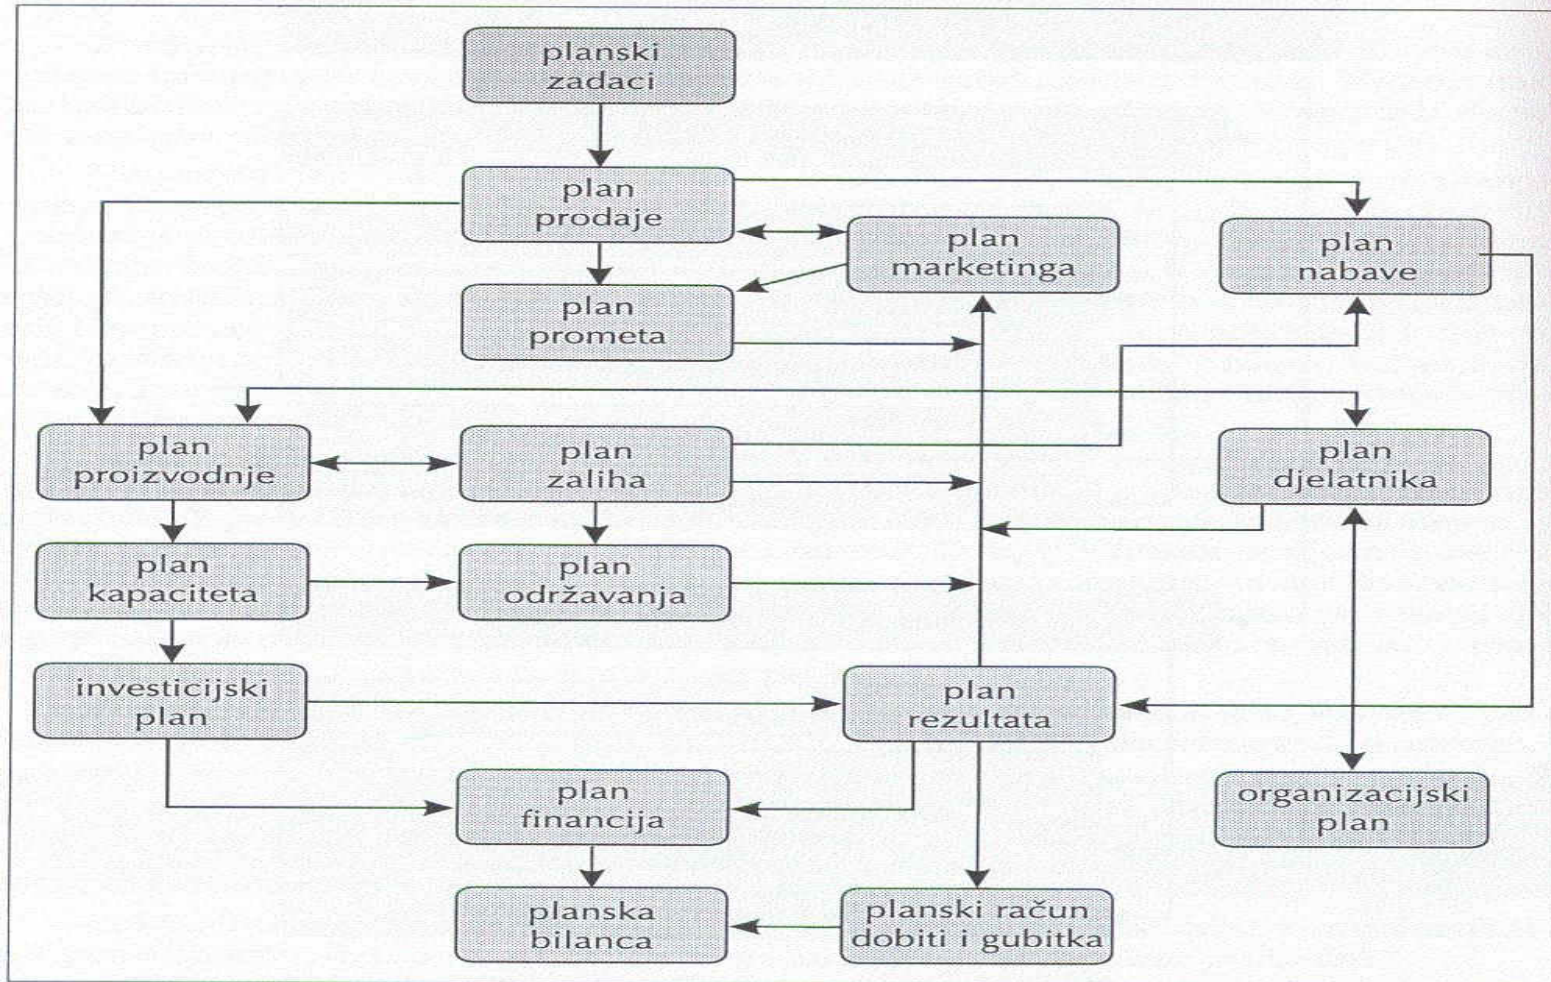 planski
zadaci
plan
prodaje
plan
marketinga
plan
nabave
plan
prometa
plan
proizvodnje
plan
zaliha
plan
djelatnika
plan
kapaciteta
plan
održavanja
investicijski
plan
plan
rezultata
plan
financija
organizacijski
plan
planska
bilanca
planski račun
dobiti i gubitka